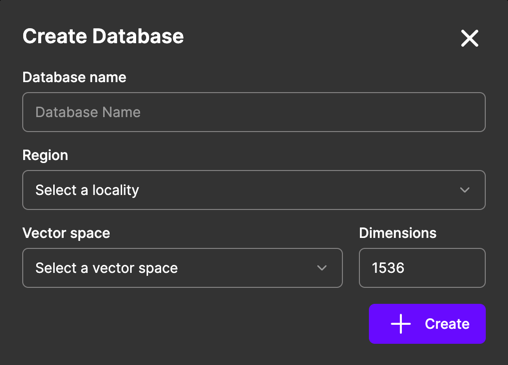 Create Database
Database name
Database Name
Region
Select a locality
Vector space
Dimensions
Select a vector space
1536
Create